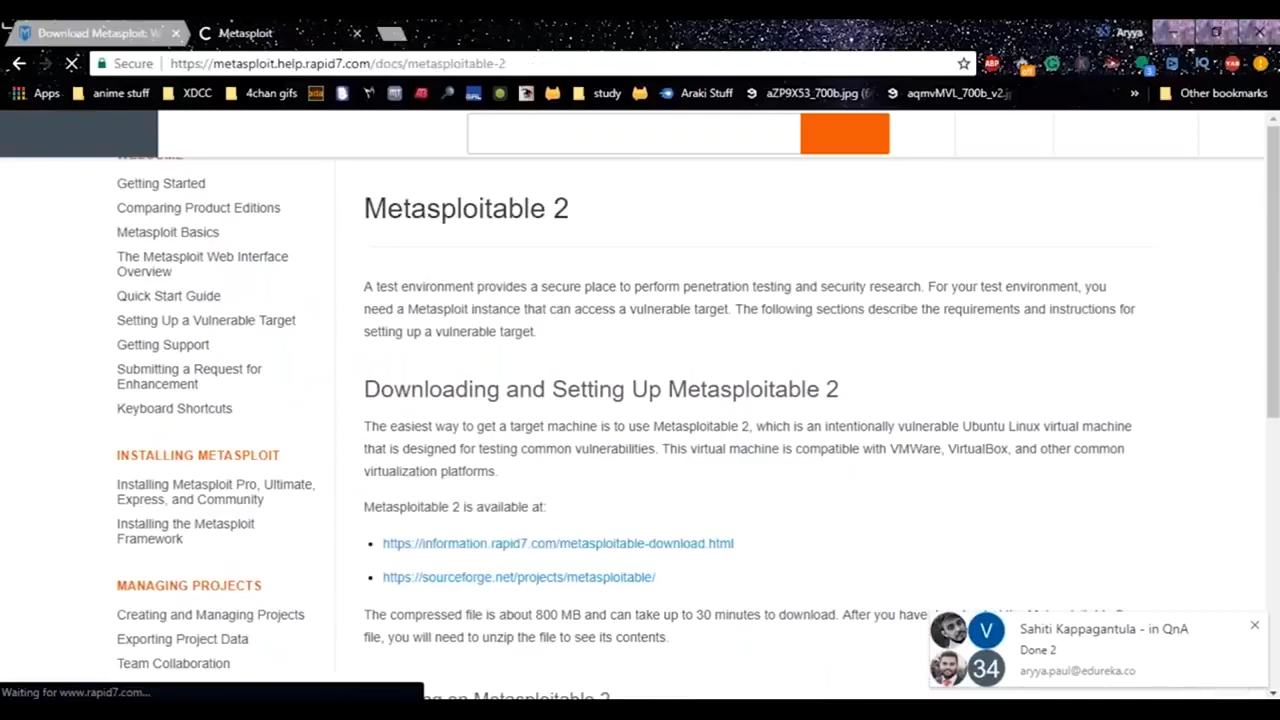 Download Metasploit: W
Metasploit
Aryya
Secure
https://metasploit.help.rapid7.com/docs/metasploitable-2
Apps
anime stuff
XDCC
4chan gifs
study
Araki Stuff
aZP9X53_700b.jpg (
aqmvMVL_700b_v2.j
»
Other bookmarks
WELCOME
Getting Started
Comparing Product Editions
Metasploit Basics
The Metasploit Web Interface
Overview
Quick Start Guide
Setting Up a Vulnerable Target
Getting Support
Submitting a Request for
Enhancement
Keyboard Shortcuts
INSTALLING METASPLOIT
Installing Metasploit Pro, Ultimate,
Express, and Community
Installing the Metasploit
Framework
MANAGING PROJECTS
Creating and Managing Projects
Exporting Project Data
Team Collaboration
Waiting for www.rapid7.com...
Metasploitable 2
A test environment provides a secure place to perform penetration testing and security research. For your test environment, you
need a Metasploit instance that can access a vulnerable target. The following sections describe the requirements and instructions for
setting up a vulnerable target.
Downloading and Setting Up Metasploitable 2
The easiest way to get a target machine is to use Metasploitable 2, which is an intentionally vulnerable Ubuntu Linux virtual machine
that is designed for testing common vulnerabilities. This virtual machine is compatible with VMWare, VirtualBox, and other common
virtualization platforms.
Metasploitable 2 is available at:
• https://information.rapid7.com/metasploitable-download.html
• https://sourceforge.net/projects/metasploitable/
The compressed file is about 800 MB and can take up to 30 minutes to download. After you have
file, you will need to unzip the file to see its contents.
on Metasploitable 2
V
34
Sahiti Kappagantula - in QnA
Done 2
aryya.paul@edureka.co